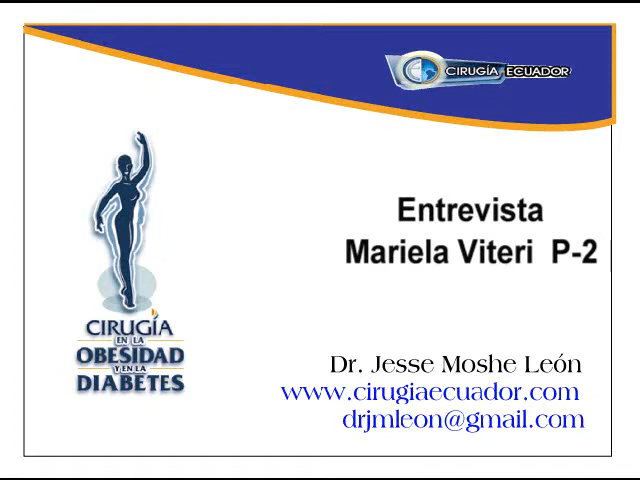 CIRUGÍA ECUADOR
Entrevista
Mariela Viteri P-2
CIRUGÍA
EN LA
OBESIDAD
Y EN LA
DIABETES
Dr. Jesse Moshe León
www.cirugiaecuador.com
drjmleon@gmail.com